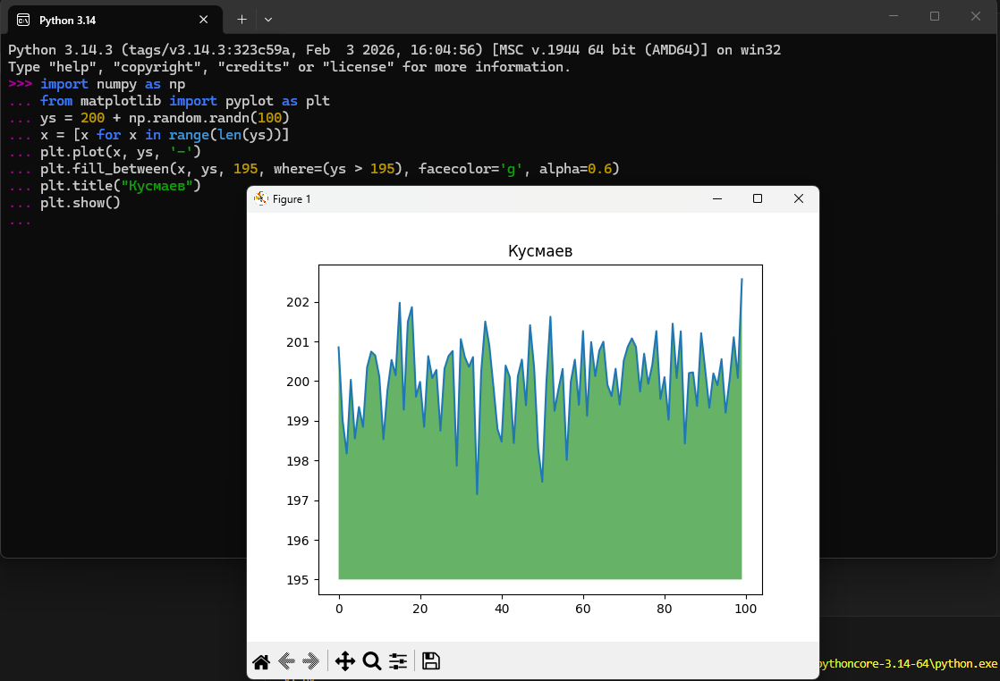 Python 3.14
Python 3.14.3 (tags/v3.14.3:323c59a, Feb  3 2026, 16:04:56) [MSC v.1944 64 bit (AMD64)] on win32
Type "help", "copyright", "credits" or "license" for more information.
>>> import numpy as np
... from matplotlib import pyplot as plt
... ys = 200 + np.random.randn(100)
... x = [x for x in range(len(ys))]
... plt.plot(x, ys, '-')
... plt.fill_between(x, ys, 195, where=(ys > 195), facecolor='g', alpha=0.6)
... plt.title("Кусмаев")
... plt.show()
...
Figure 1
Кусмаев
202
201
200
199
198
197
196
195
0 20 40 60 80 100
pythoncore-3.14-64\python.exe